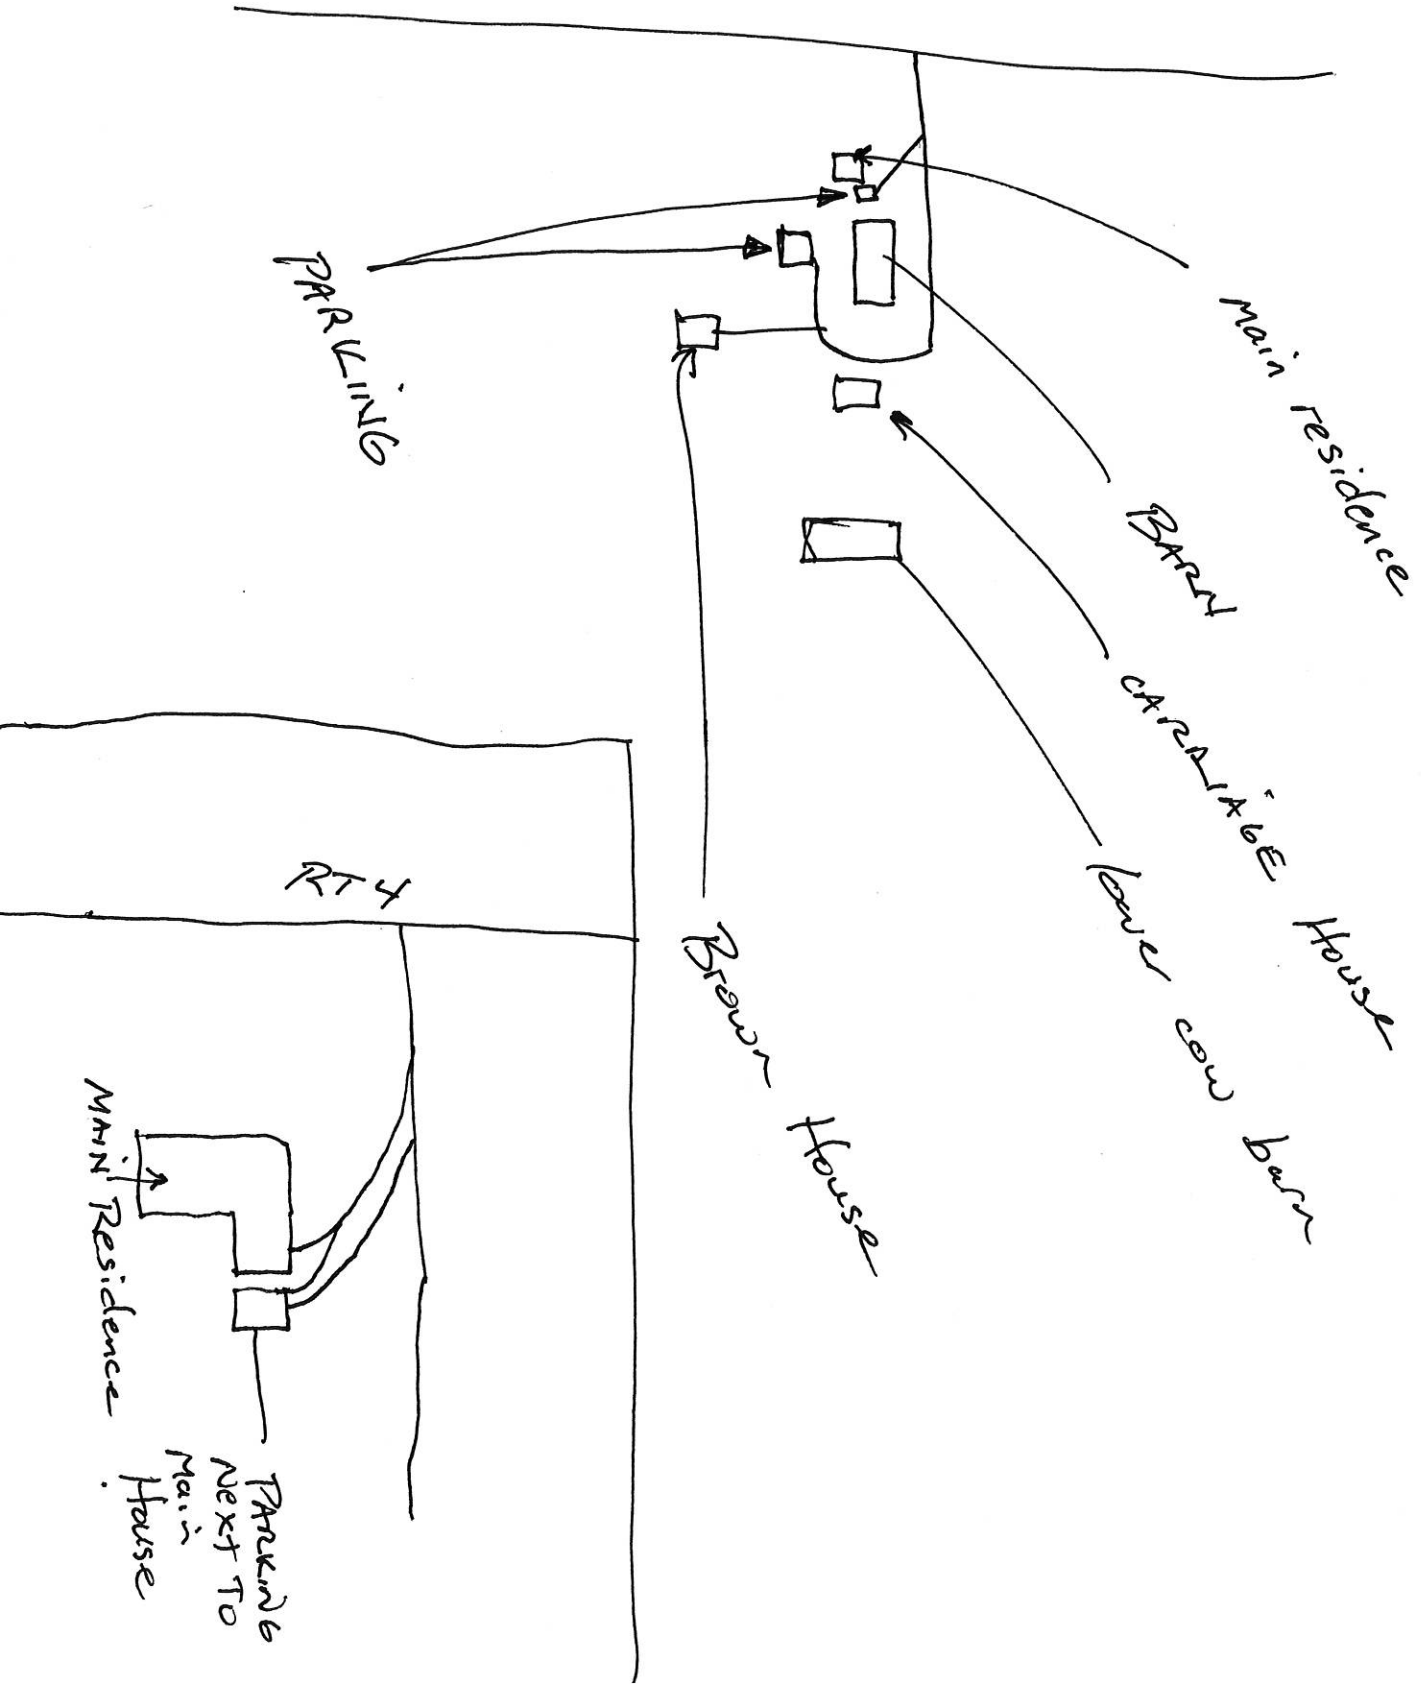 Main residence
BARN
CARRIAGE House
lower cow barn
PARKING
Brown House
RT 4
MAIN Residence
PARKING
Next To
Main
House